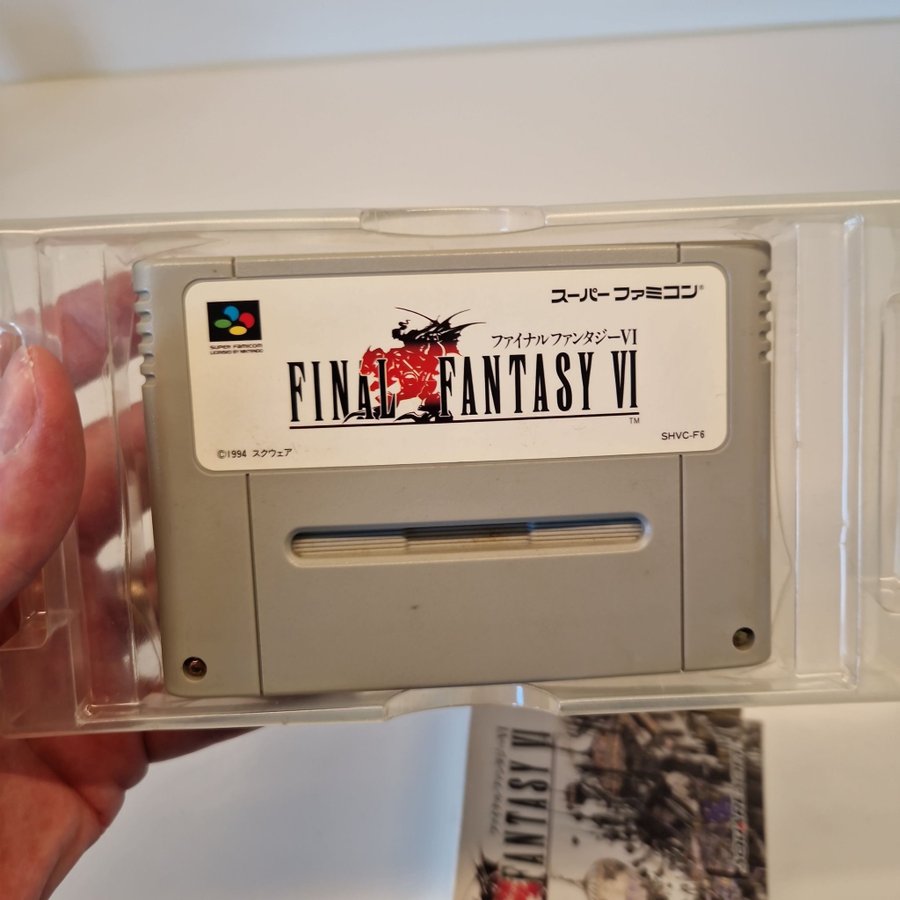 スーパーファミコン®
SUPER FAMICOM
LICENSED BY NINTENDO
ファイナルファンタジーVI
FINAL FANTASY VI
TM
SHVC-F6
©1994 スクウェア
FANTASY VI